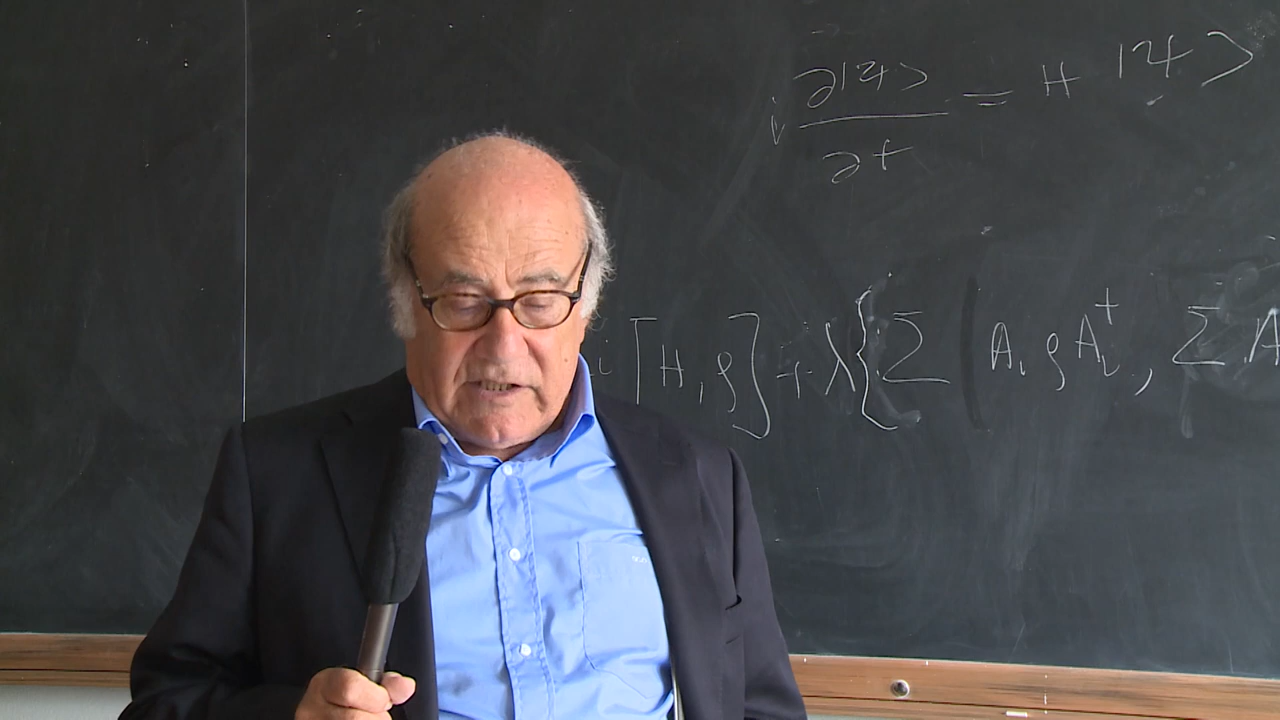 i ∂|ψ> / ∂t = H |ψ>
i [H, ρ] + λ { Σ A_i ρ A_i^†, Σ A